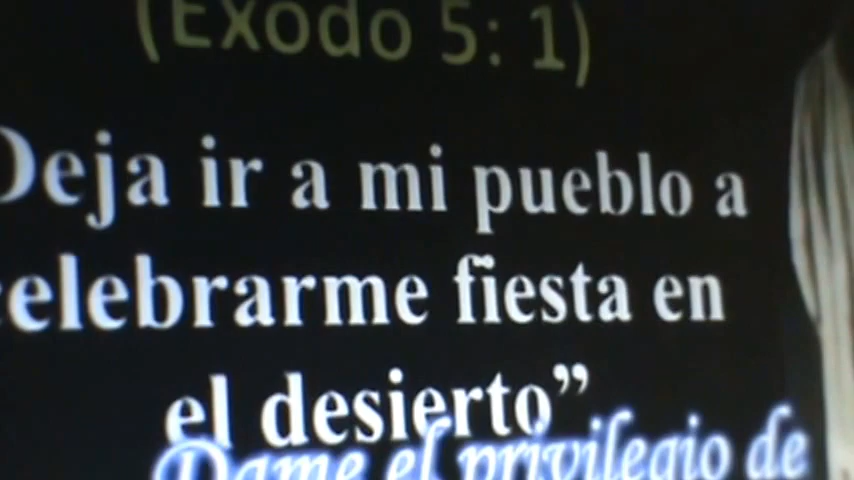 (Exodo 5: 1)
Deja ir a mi pueblo a
celebrarme fiesta en
el desierto”
Dame el privilegio de